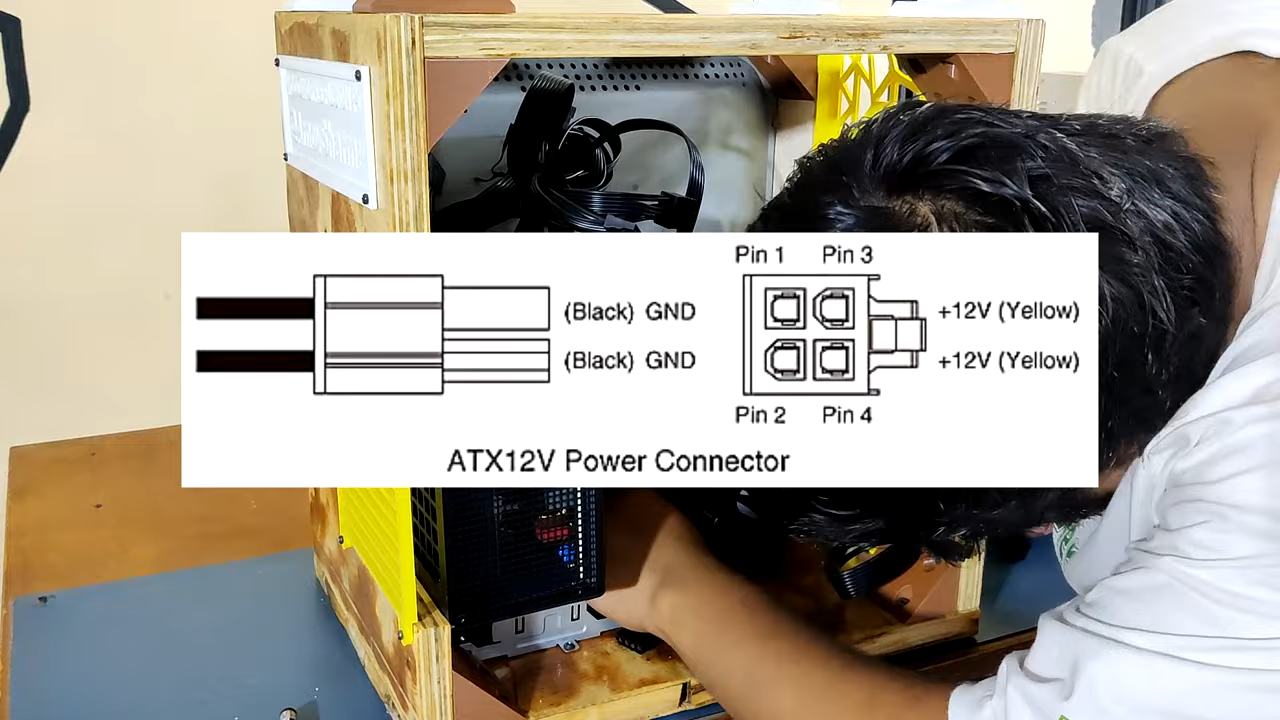 Pin 1 Pin 3
(Black) GND +12V (Yellow)
(Black) GND +12V (Yellow)
Pin 2 Pin 4
ATX12V Power Connector